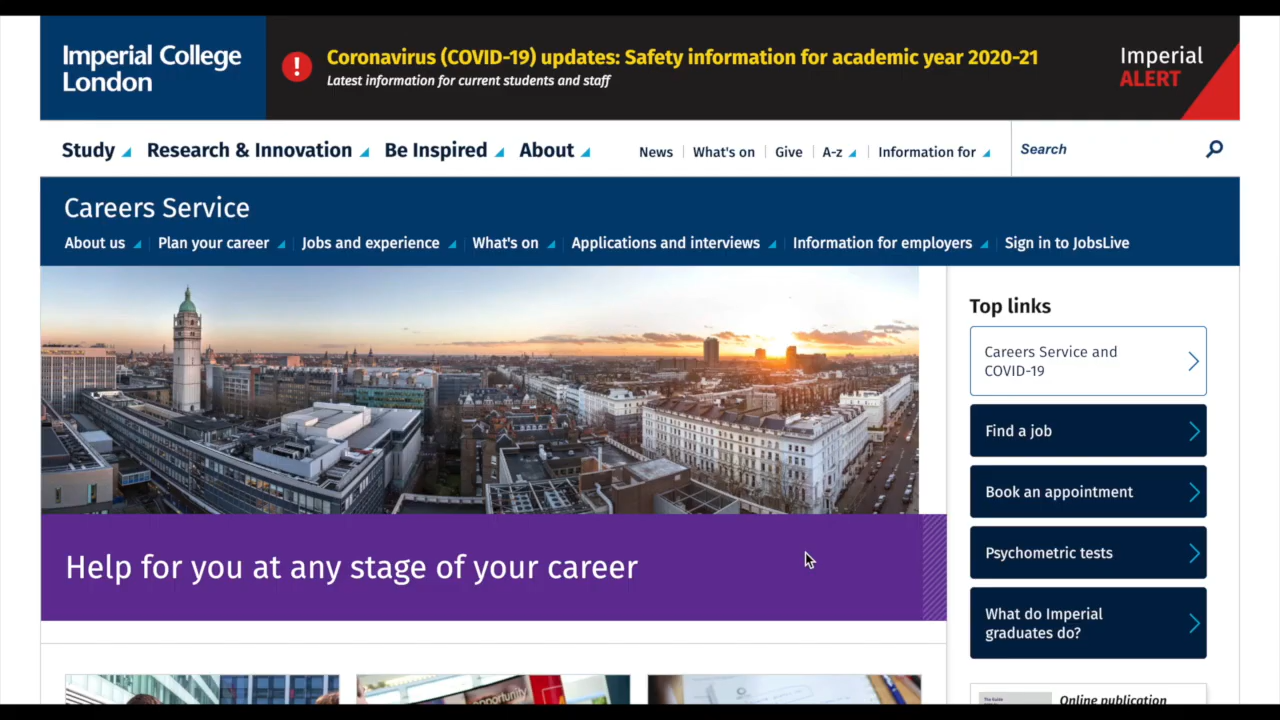 Imperial College
London
!
Coronavirus (COVID-19) updates: Safety information for academic year 2020-21
Latest information for current students and staff
Imperial
ALERT
Study
Research & Innovation
Be Inspired
About
News
What's on
Give
A-z
Information for
Search
Careers Service
About us
Plan your career
Jobs and experience
What's on
Applications and interviews
Information for employers
Sign in to JobsLive
Top links
Careers Service and
COVID-19
Find a job
Book an appointment
Psychometric tests
What do Imperial
graduates do?
Help for you at any stage of your career
opportunity
Online publication